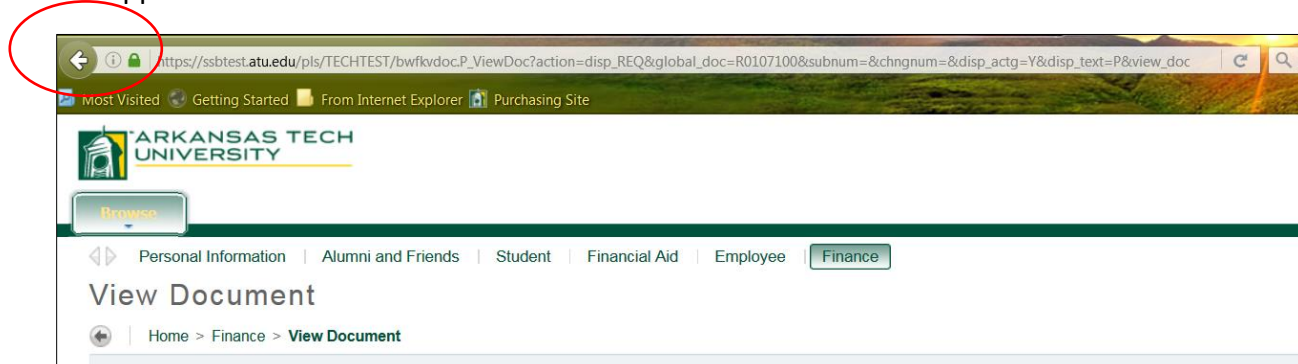 https://ssbtest.atu.edu/pls/TECHTEST/bwfkvdoc.P_ViewDoc?action=disp_REQ&global_doc=R0107100&subnum=&chngnum=&disp_actg=Y&disp_text=P&view_doc
Most Visited Getting Started From Internet Explorer Purchasing Site
ARKANSAS TECH
UNIVERSITY
Browse
Personal Information | Alumni and Friends | Student | Financial Aid | Employee | Finance
View Document
Home > Finance > View Document